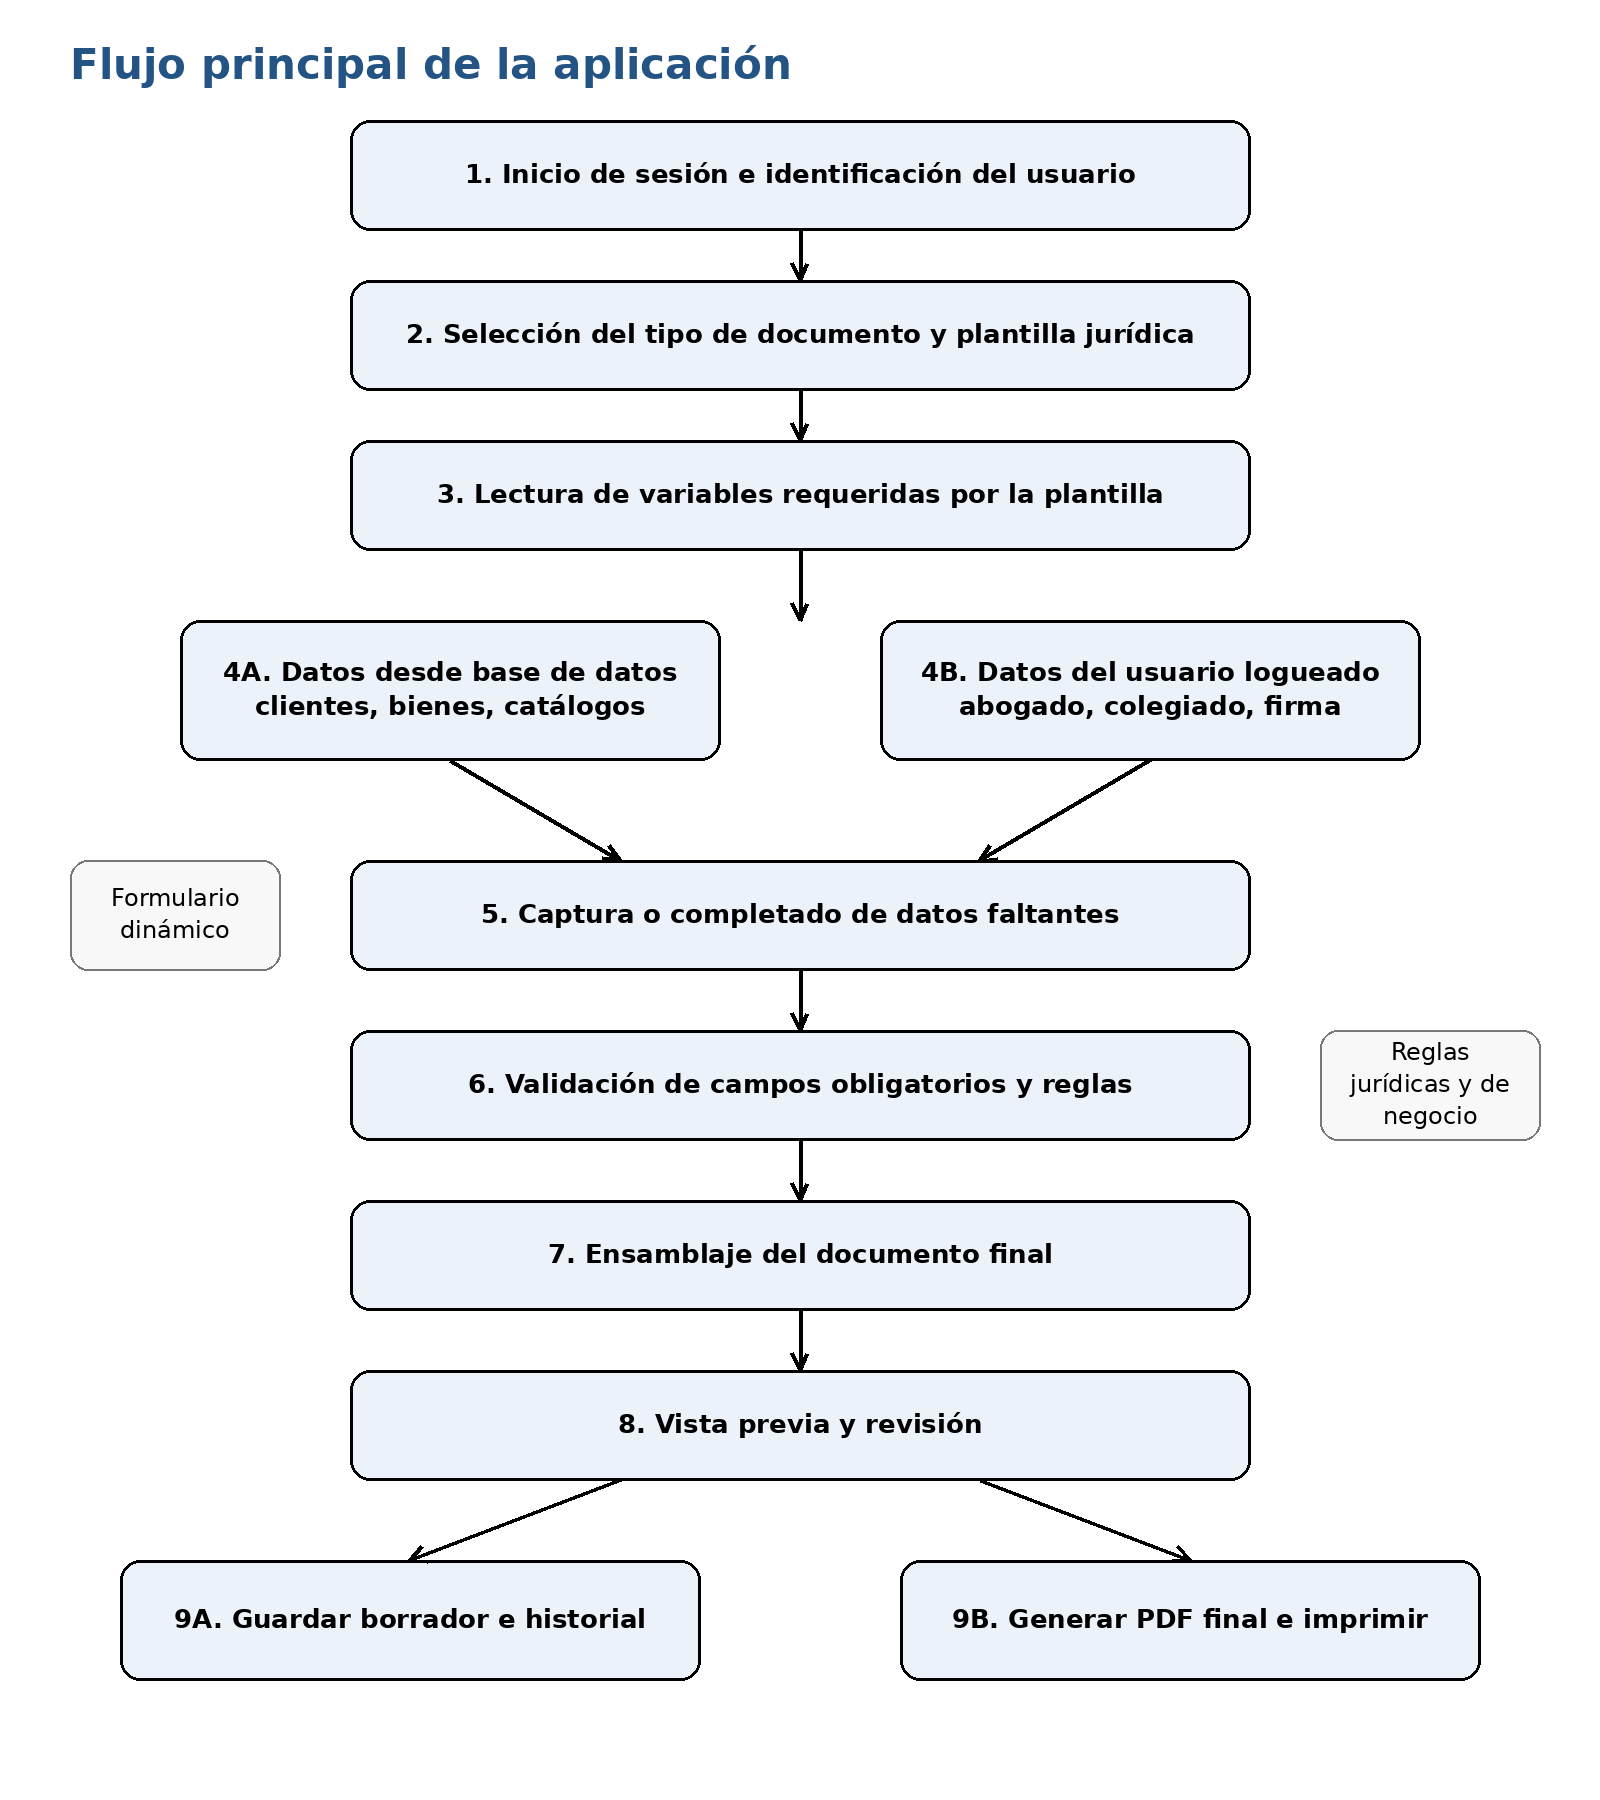 Flujo principal de la aplicación
1. Inicio de sesión e identificación del usuario
2. Selección del tipo de documento y plantilla jurídica
3. Lectura de variables requeridas por la plantilla
4A. Datos desde base de datos
clientes, bienes, catálogos
4B. Datos del usuario logueado
abogado, colegiado, firma
Formulario
dinámico
5. Captura o completado de datos faltantes
6. Validación de campos obligatorios y reglas
Reglas
jurídicas y de
negocio
7. Ensamblaje del documento final
8. Vista previa y revisión
9A. Guardar borrador e historial
9B. Generar PDF final e imprimir